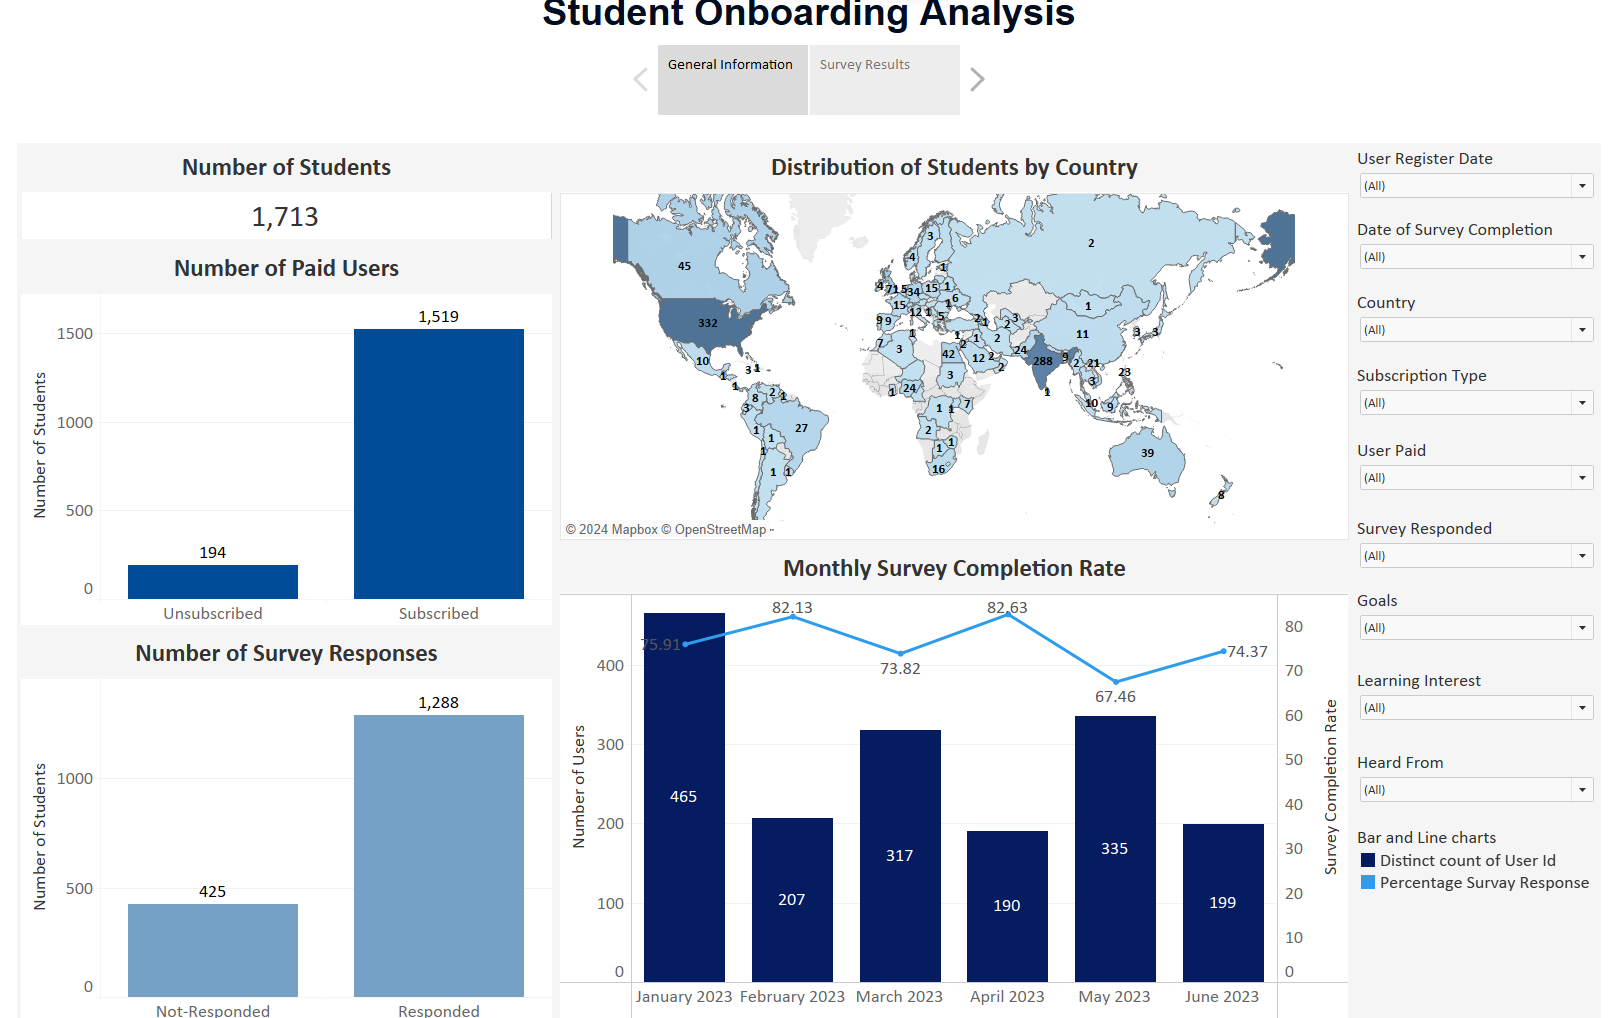 Student Onboarding Analysis
General Information
Survey Results
Number of Students
1,713
Number of Paid Users
1,519
194
1500
1000
500
0
Number of Students
Unsubscribed
Subscribed
Number of Survey Responses
1,288
425
1000
500
0
Number of Students
Not-Responded
Responded
Distribution of Students by Country
45
332
10
1
1
3
1
8
2
1
3
1
1
27
1
1
1
3
4
1
2
4
15
1
6
15
12
1
1
5
9
9
34
7
3
1
42
3
24
1
1
1
7
2
1
1
16
2
1
3
2
1
2
1
2
12
2
2
24
288
1
9
2
21
3
11
1
3
3
23
10
9
39
8
© 2024 Mapbox © OpenStreetMap
Monthly Survey Completion Rate
75.91
82.13
73.82
82.63
67.46
74.37
400
300
200
100
0
Number of Users
465
207
317
190
335
199
80
70
60
50
40
30
20
10
0
Survey Completion Rate
January 2023
February 2023
March 2023
April 2023
May 2023
June 2023
User Register Date
(All)
Date of Survey Completion
(All)
Country
(All)
Subscription Type
(All)
User Paid
(All)
Survey Responded
(All)
Goals
(All)
Learning Interest
(All)
Heard From
(All)
Bar and Line charts
Distinct count of User Id
Percentage Survay Response